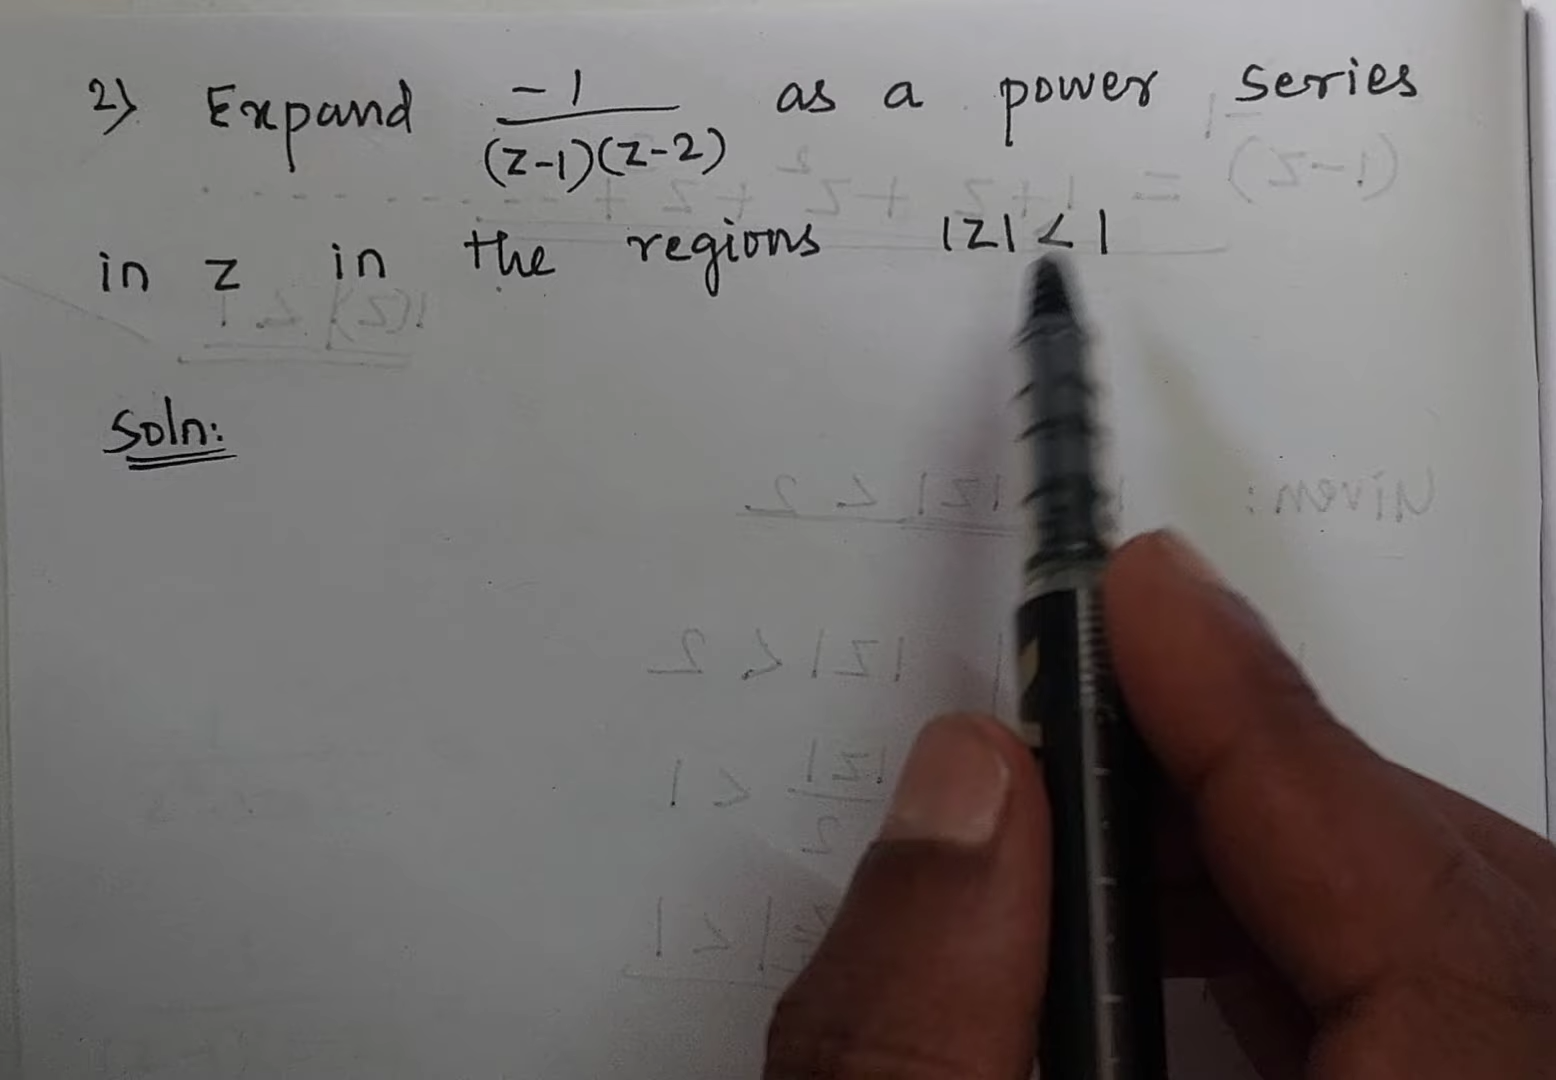 2) Expand -1/((z-1)(z-2)) as a power series
in z in the regions |z| < 1
Soln: